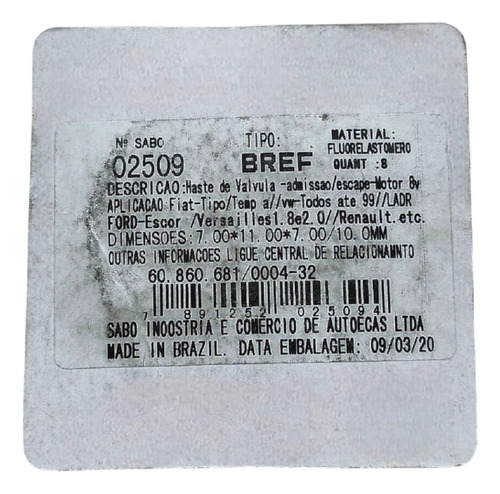 Nº SABO TIPO: MATERIAL:
02509 BREF FLUORELASTOMERO
QUANT :8
DESCRICAO:Haste de Valvula -admissao/escape-Motor 8v
APLICACAO Fiat-Tipo/Temp a//vw-Todos ate 99//LADR
FORD-Escor /Versailles1.8e2.0//Renault.etc.
DIMENSOES:7.00*11.00*7.00/10.0MM
OUTRAS INFORMACOES LIGUE CENTRAL DE RELACIONAMNTO
60.860.681/0004-32
7 891252 025094
SABO INOOSTRIA E COMERCIO DE AUTOECAS LTDA
MADE IN BRAZIL. DATA EMBALAGEM: 09/03/20